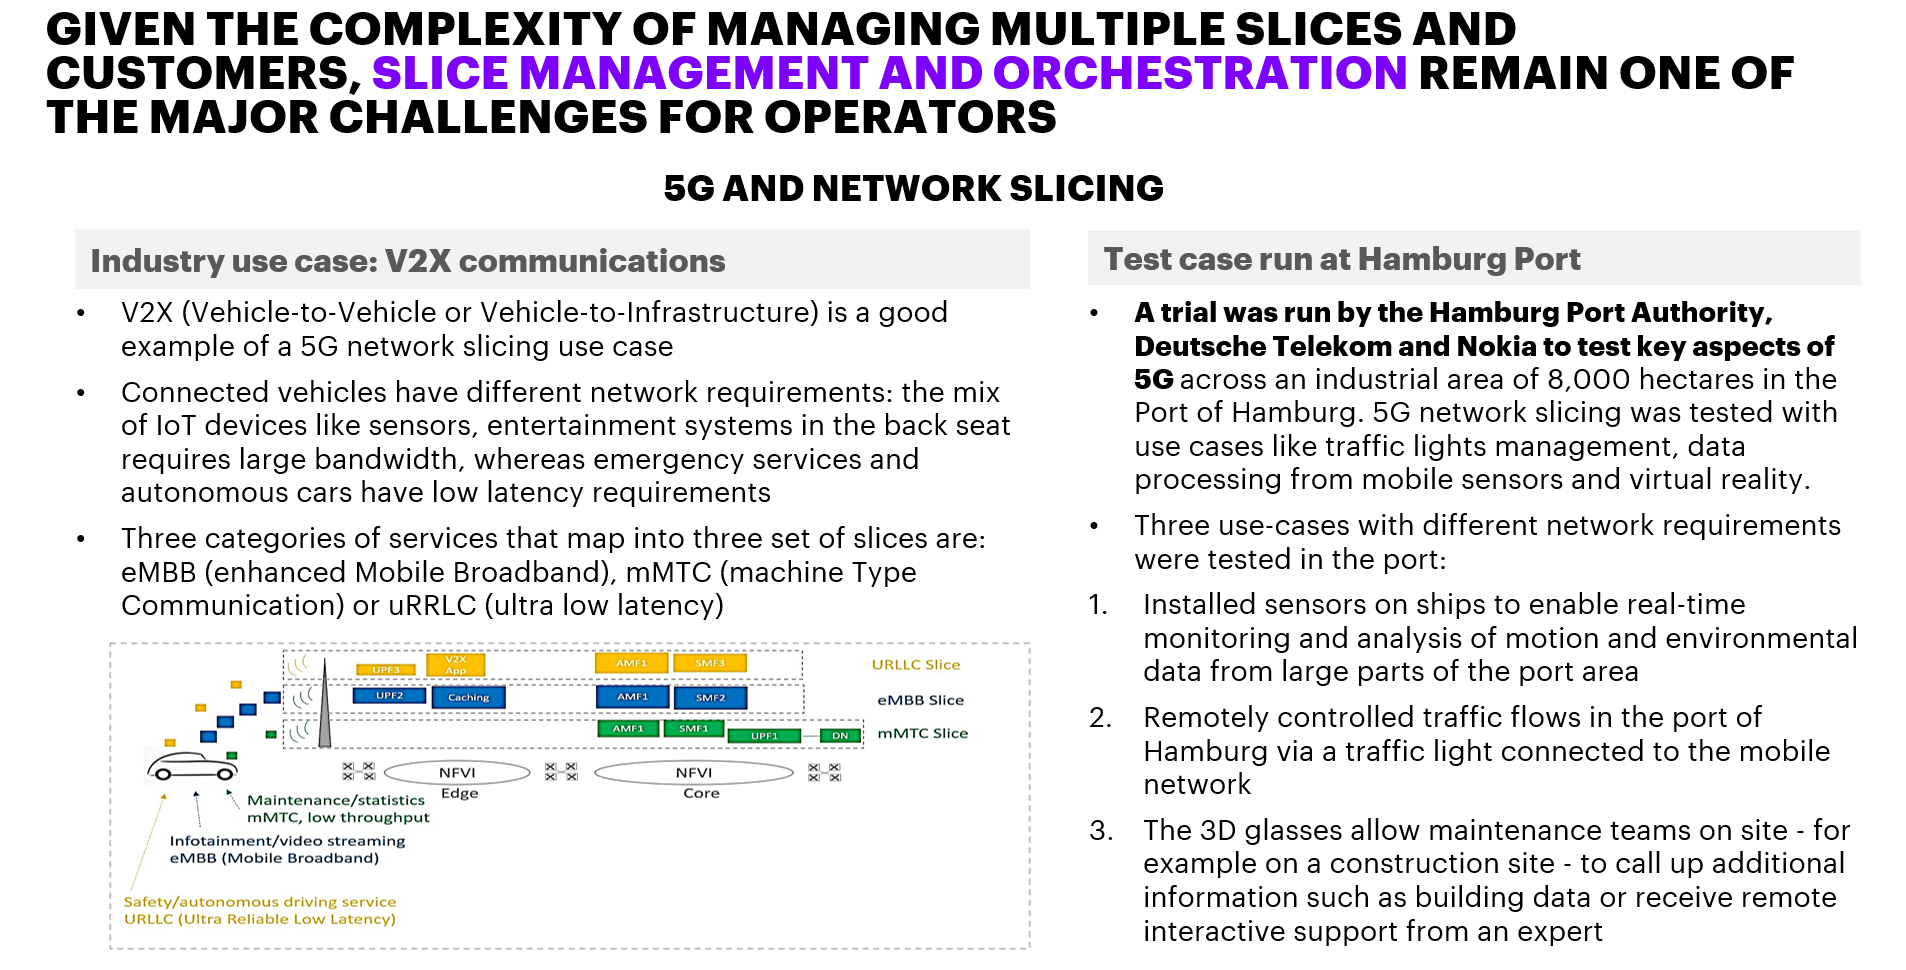 GIVEN THE COMPLEXITY OF MANAGING MULTIPLE SLICES AND
CUSTOMERS, SLICE MANAGEMENT AND ORCHESTRATION REMAIN ONE OF
THE MAJOR CHALLENGES FOR OPERATORS
5G AND NETWORK SLICING
Industry use case: V2X communications
• V2X (Vehicle-to-Vehicle or Vehicle-to-Infrastructure) is a good
example of a 5G network slicing use case
• Connected vehicles have different network requirements: the mix
of IoT devices like sensors, entertainment systems in the back seat
requires large bandwidth, whereas emergency services and
autonomous cars have low latency requirements
• Three categories of services that map into three set of slices are:
eMBB (enhanced Mobile Broadband), mMTC (machine Type
Communication) or uRRLC (ultra low latency)
UPF3
V2X
App
AMF1
SMF3
URLLC Slice
UPF2
Caching
AMF1
SMF2
eMBB Slice
AMF1
SMF1
UPF1
DN
mMTC Slice
NFVI
NFVI
Edge
Core
Maintenance/statistics
mMTC, low throughput
Infotainment/video streaming
eMBB (Mobile Broadband)
Safety/autonomous driving service
URLLC (Ultra Reliable Low Latency)
Test case run at Hamburg Port
• A trial was run by the Hamburg Port Authority,
Deutsche Telekom and Nokia to test key aspects of
5G across an industrial area of 8,000 hectares in the
Port of Hamburg. 5G network slicing was tested with
use cases like traffic lights management, data
processing from mobile sensors and virtual reality.
• Three use-cases with different network requirements
were tested in the port:
1. Installed sensors on ships to enable real-time
monitoring and analysis of motion and environmental
data from large parts of the port area
2. Remotely controlled traffic flows in the port of
Hamburg via a traffic light connected to the mobile
network
3. The 3D glasses allow maintenance teams on site - for
example on a construction site - to call up additional
information such as building data or receive remote
interactive support from an expert